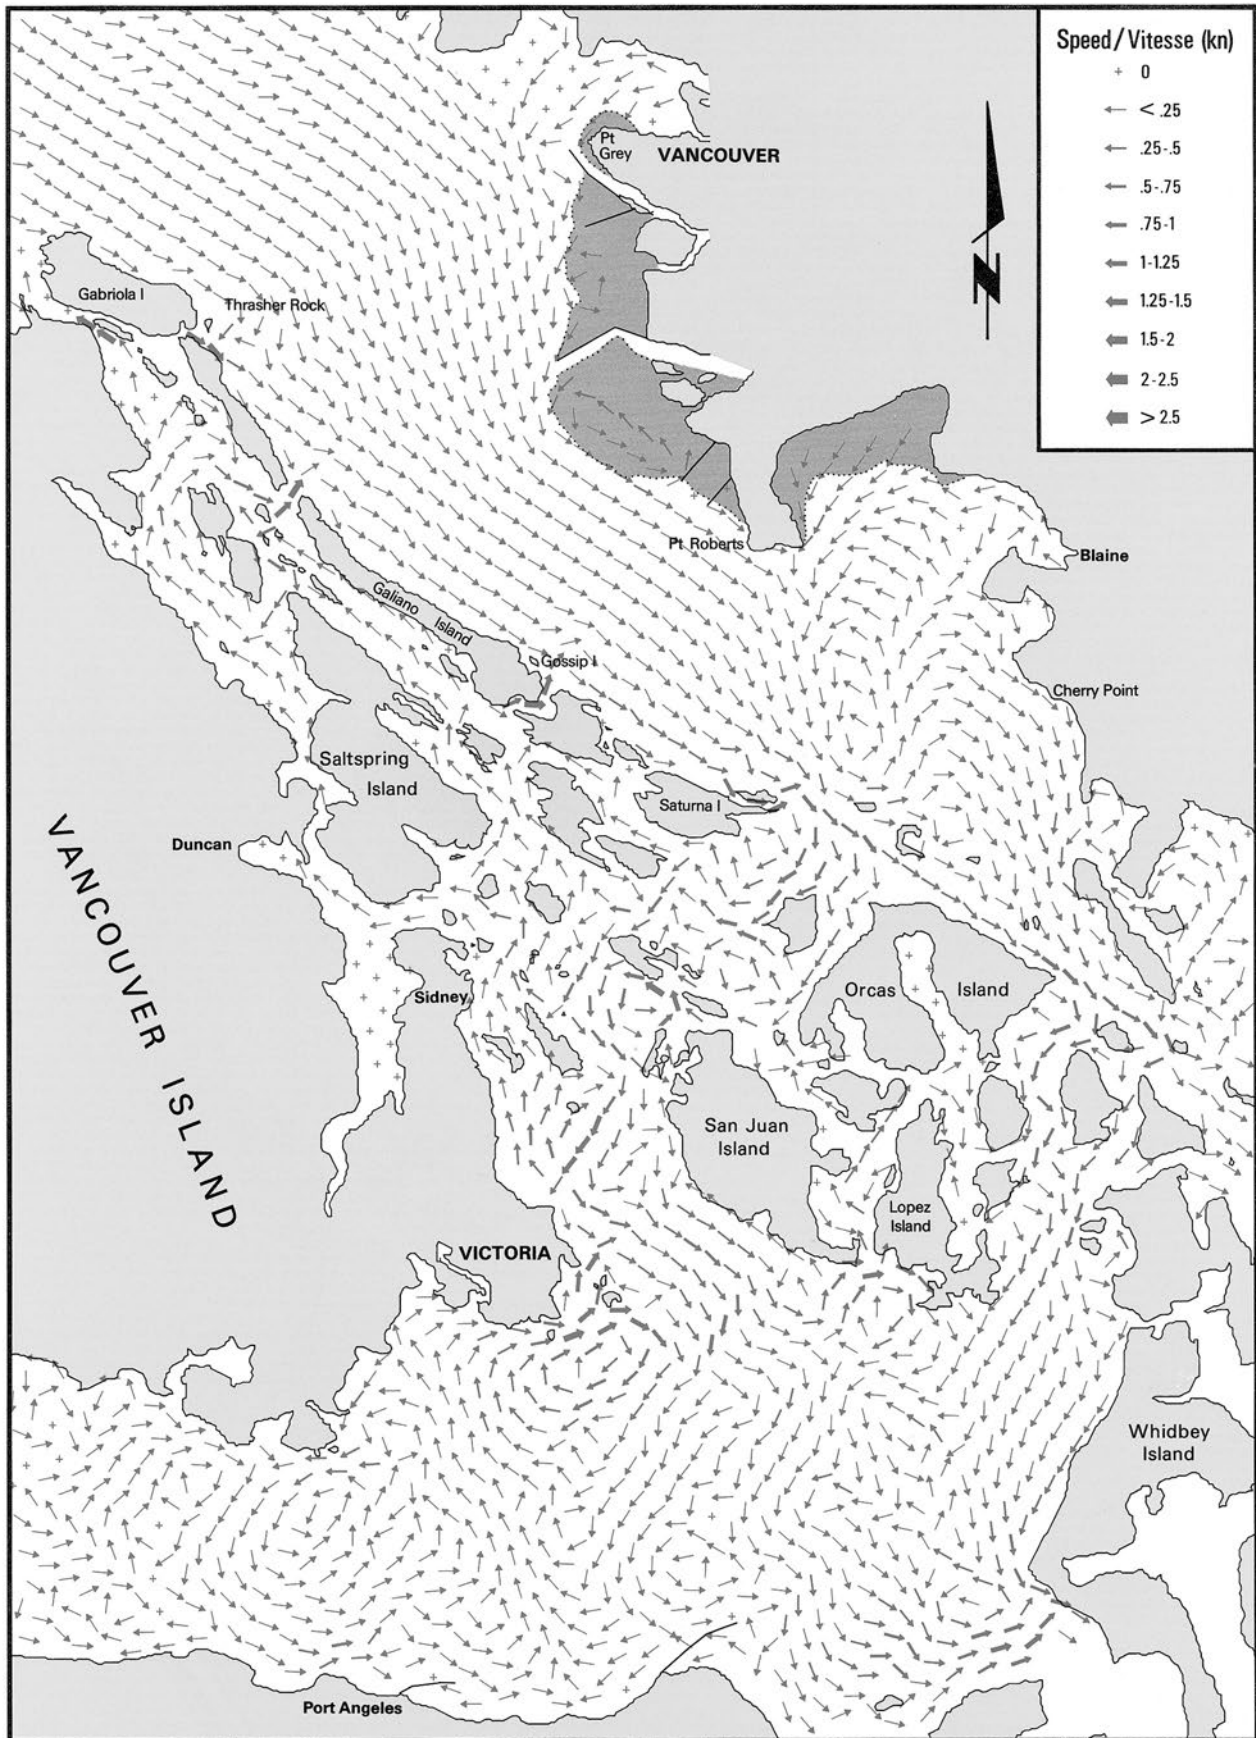 Speed/Vitesse (kn)
0
< .25
.25-.5
.5-.75
.75-1
1-1.25
1.25-1.5
1.5-2
2-2.5
> 2.5
N
Pt
Grey
VANCOUVER
Gabriola I
Thrasher Rock
Pt Roberts
Blaine
Galiano
Island
Gossip I
Cherry Point
Saltspring
Island
Saturna I
Duncan
VANCOUVER ISLAND
Orcas Island
Sidney
San Juan
Island
Lopez
Island
VICTORIA
Whidbey
Island
Port Angeles